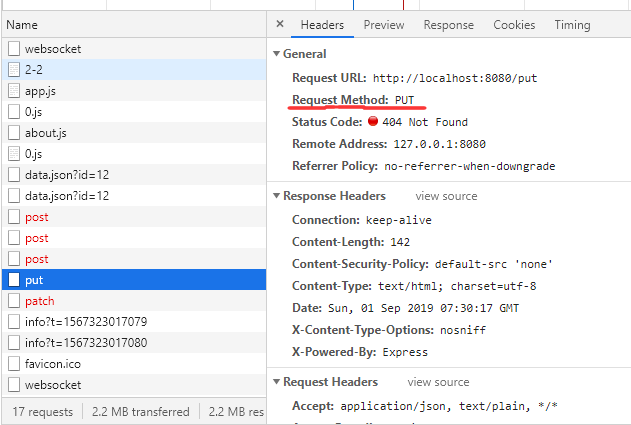 Name
websocket
2-2
app.js
0.js
about.js
0.js
data.json?id=12
data.json?id=12
post
post
post
put
patch
info?t=1567323017079
info?t=1567323017080
favicon.ico
websocket
17 requests 2.2 MB transferred 2.2 MB res
× Headers Preview Response Cookies Timing
▼ General
Request URL: http://localhost:8080/put
Request Method: PUT
Status Code: 404 Not Found
Remote Address: 127.0.0.1:8080
Referrer Policy: no-referrer-when-downgrade
▼ Response Headers view source
Connection: keep-alive
Content-Length: 142
Content-Security-Policy: default-src 'none'
Content-Type: text/html; charset=utf-8
Date: Sun, 01 Sep 2019 07:30:17 GMT
X-Content-Type-Options: nosniff
X-Powered-By: Express
▼ Request Headers view source
Accept: application/json, text/plain, */*